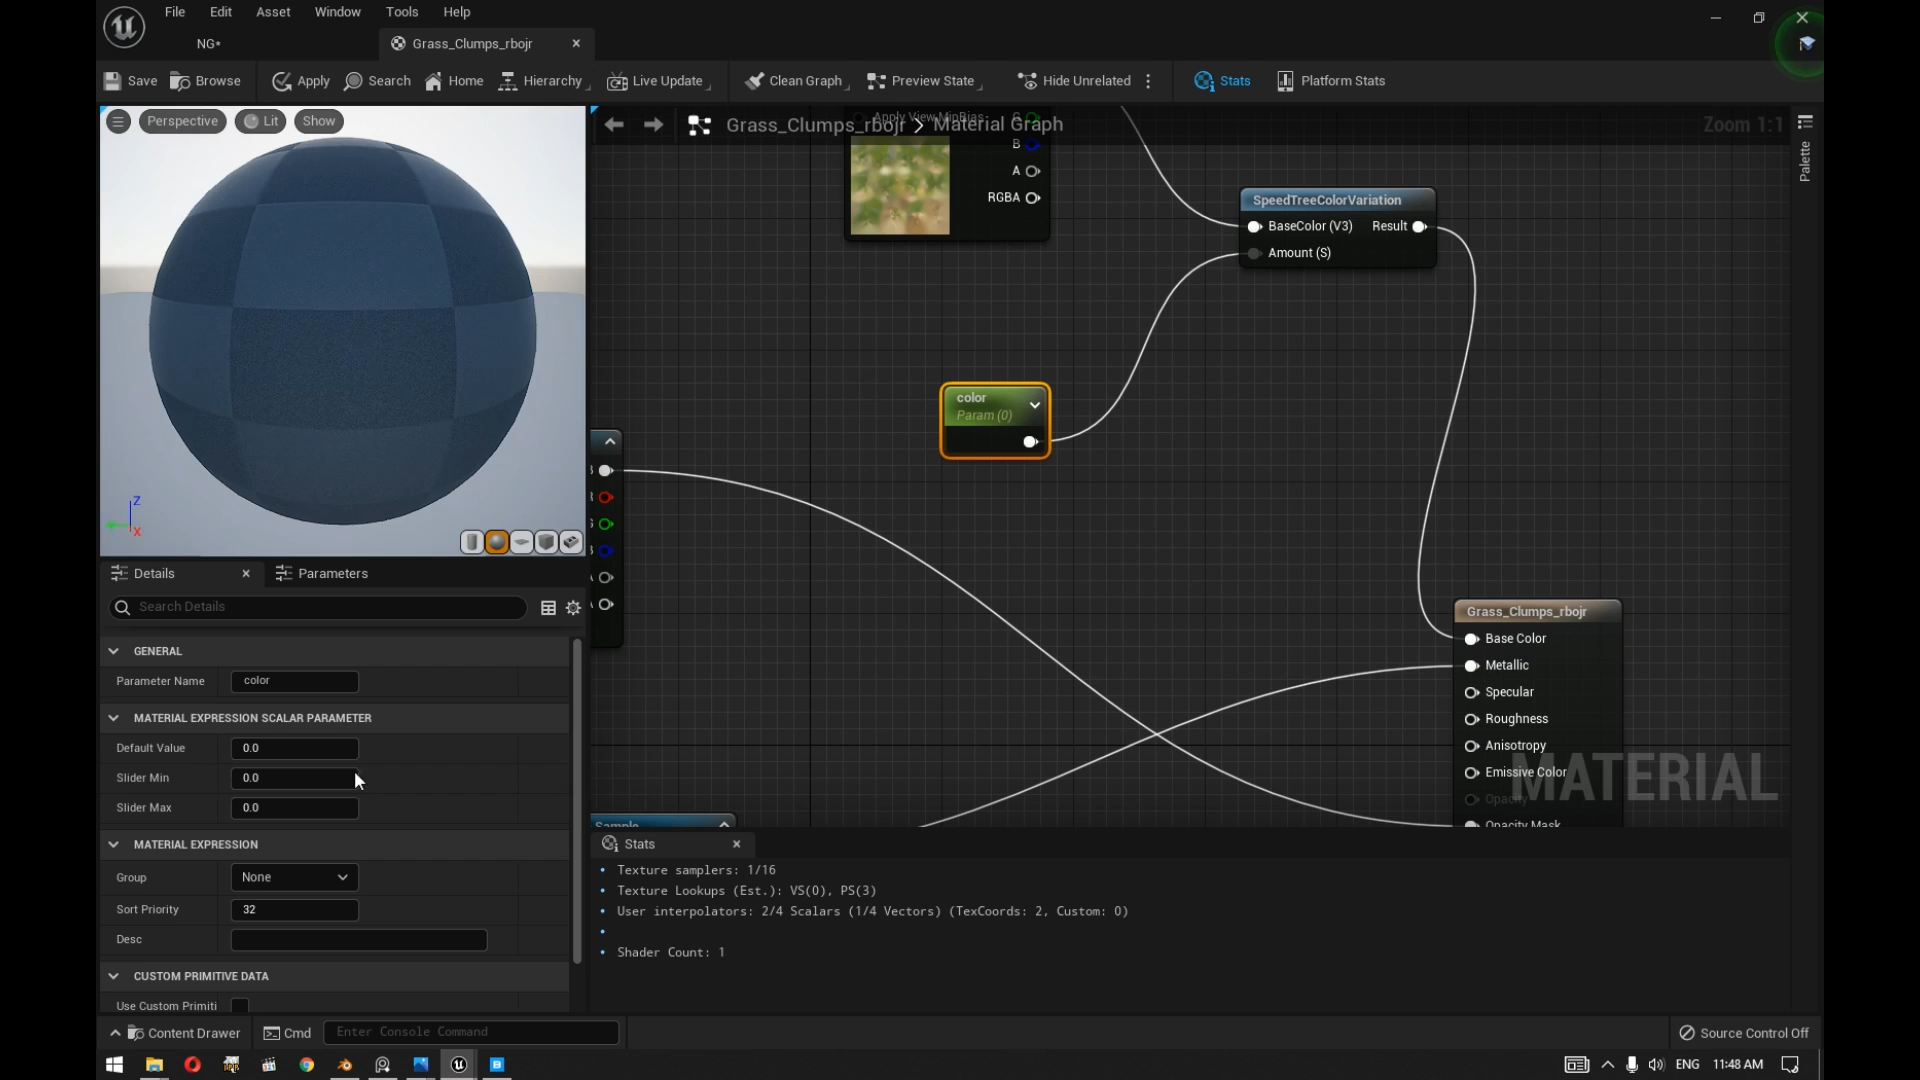 File Edit Asset Window Tools Help
NG*
Grass_Clumps_rbojr
Save Browse Apply Search Home Hierarchy Live Update Clean Graph Preview State Hide Unrelated Stats Platform Stats
Perspective Lit Show
Grass_Clumps_rbojr > Material Graph
Zoom 1:1
Palette
Apply View MipBias G
B
A
RGBA
SpeedTreeColorVariation
BaseColor (V3) Result
Amount (S)
color
Param (0)
Z
X
Grass_Clumps_rbojr
Base Color
Metallic
Specular
Roughness
Anisotropy
Emissive Color
Opacity
Opacity Mask
MATERIAL
Sample
Details
Parameters
Search Details
GENERAL
Parameter Name color
MATERIAL EXPRESSION SCALAR PARAMETER
Default Value 0.0
Slider Min 0.0
Slider Max 0.0
MATERIAL EXPRESSION
Group None
Sort Priority 32
Desc
CUSTOM PRIMITIVE DATA
Use Custom Primiti
Stats
Texture samplers: 1/16
Texture Lookups (Est.): VS(0), PS(3)
User interpolators: 2/4 Scalars (1/4 Vectors) (TexCoords: 2, Custom: 0)
Shader Count: 1
Content Drawer Cmd Enter Console Command
Source Control Off
ENG 11:48 AM